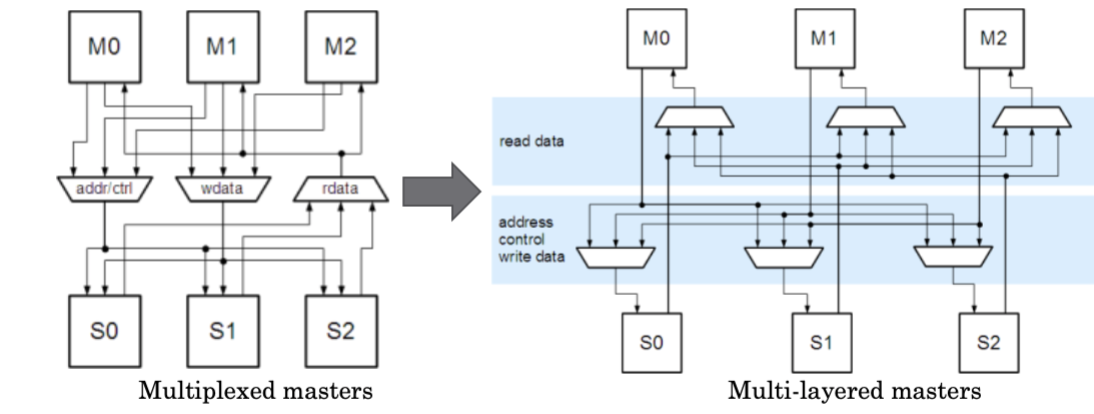 M0
M1
M2
addr/ctrl
wdata
rdata
S0
S1
S2
Multiplexed masters
M0
M1
M2
read data
address
control
write data
S0
S1
S2
Multi-layered masters